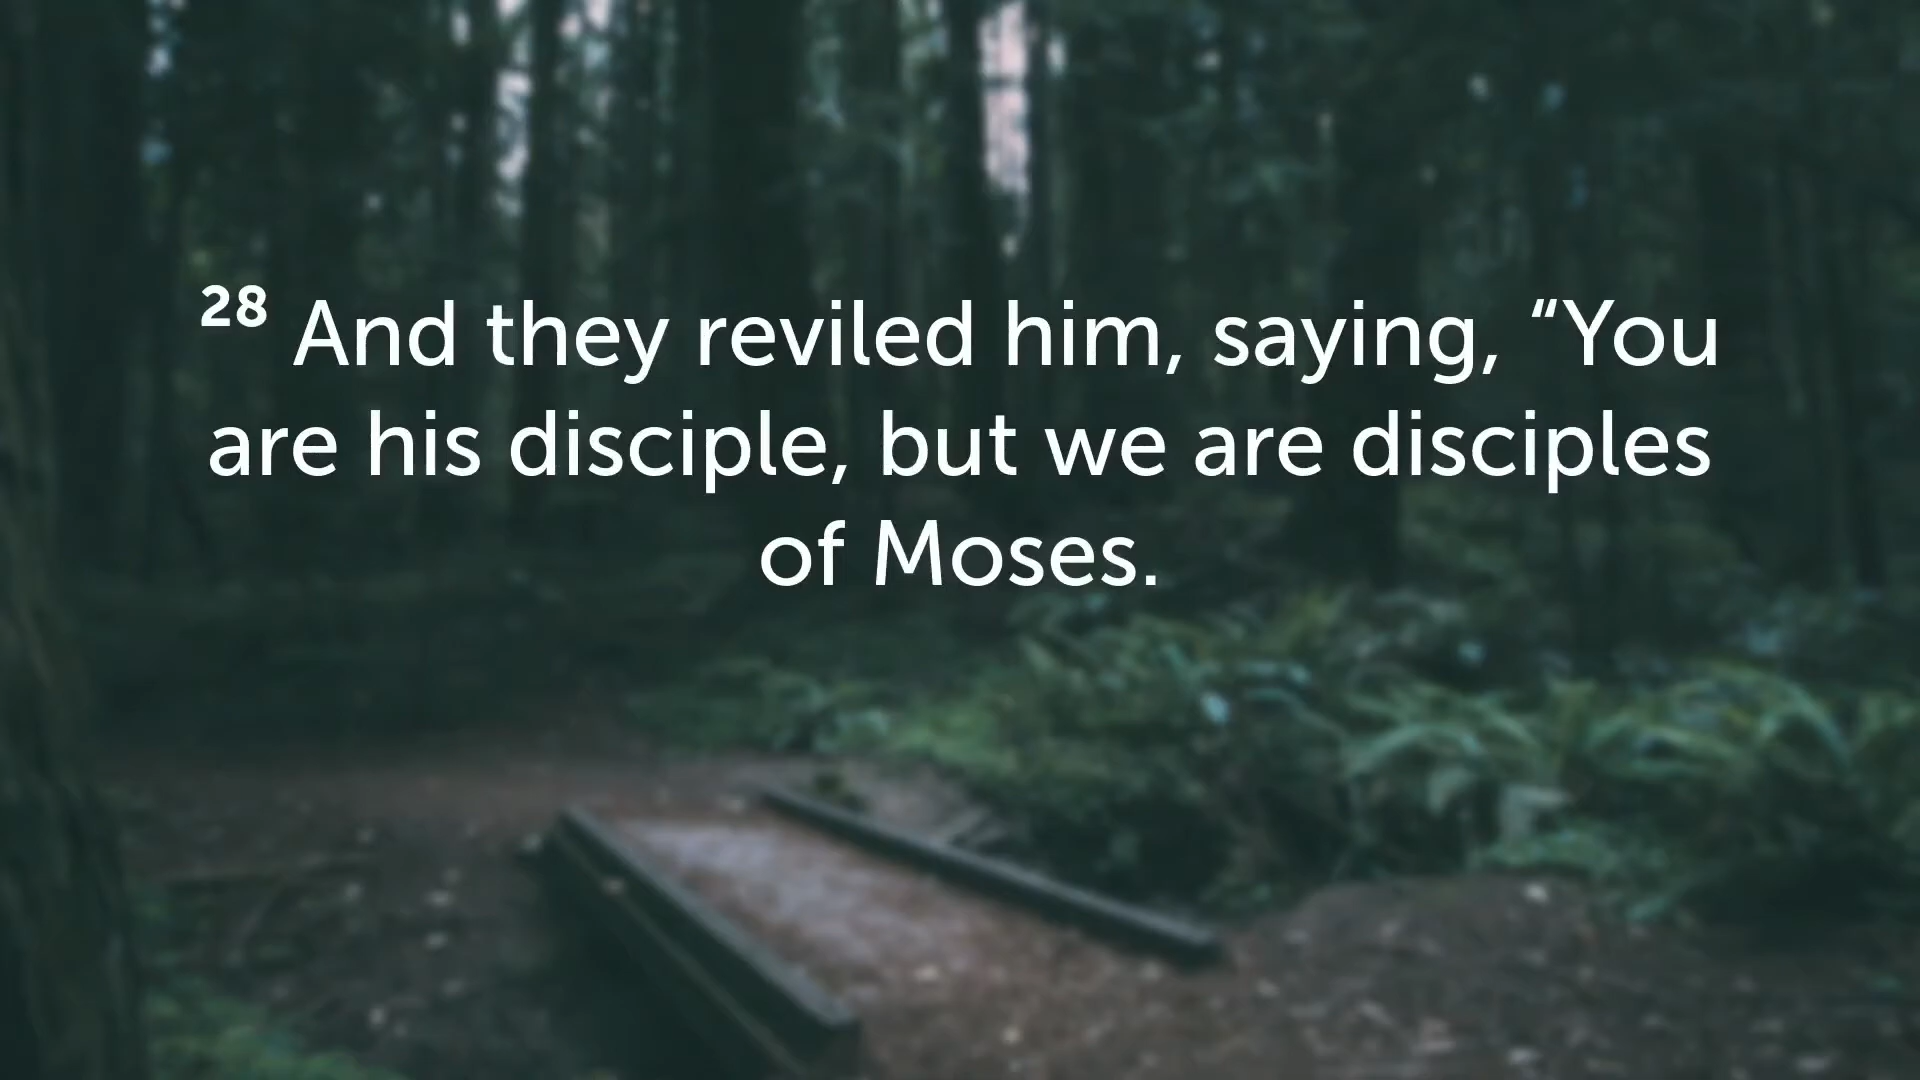 28 And they reviled him, saying, “You
are his disciple, but we are disciples
of Moses.